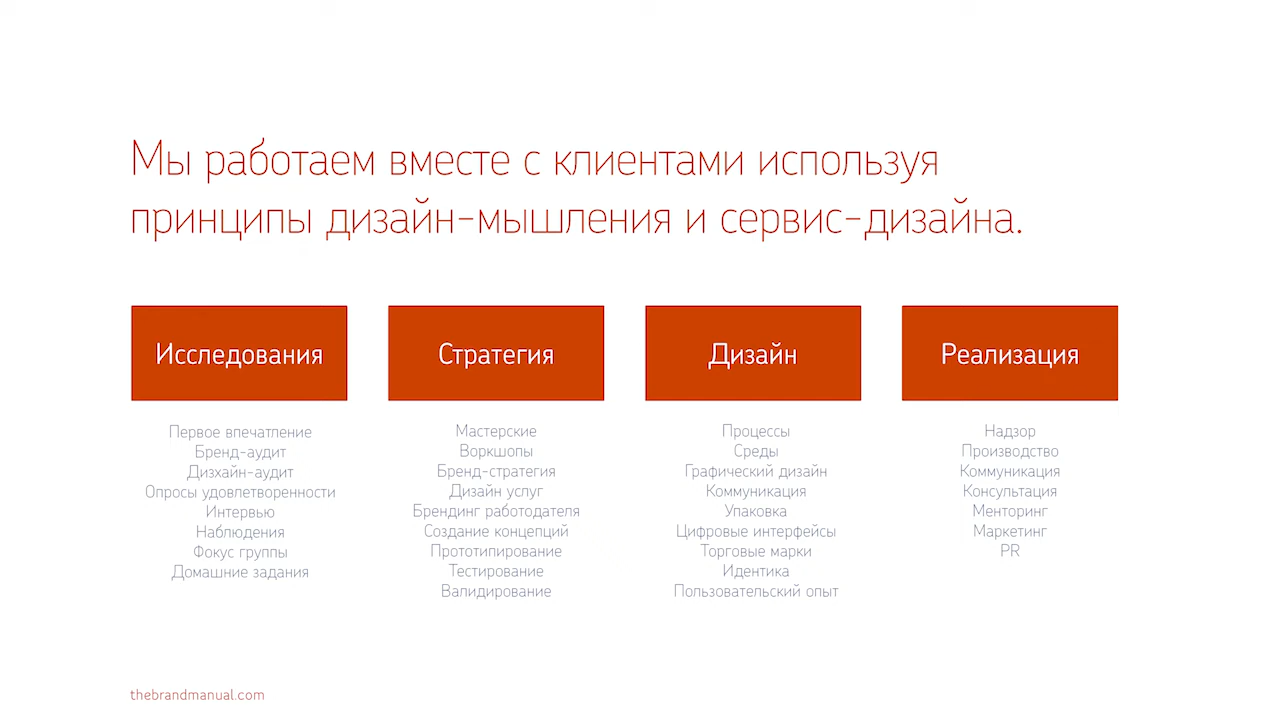 Мы работаем вместе с клиентами используя
принципы дизайн-мышления и сервис-дизайна.
Исследования
Первое впечатление
Бренд-аудит
Дизхайн-аудит
Опросы удовлетворенности
Интервью
Наблюдения
Фокус группы
Домашние задания
Стратегия
Мастерские
Воркшопы
Бренд-стратегия
Дизайн услуг
Брендинг работодателя
Создание концепций
Прототипирование
Тестирование
Валидирование
Дизайн
Процессы
Среды
Графический дизайн
Коммуникация
Упаковка
Цифровые интерфейсы
Торговые марки
Идентика
Пользовательский опыт
Реализация
Надзор
Производство
Коммуникация
Консультация
Менторинг
Маркетинг
PR
thebrandmanual.com